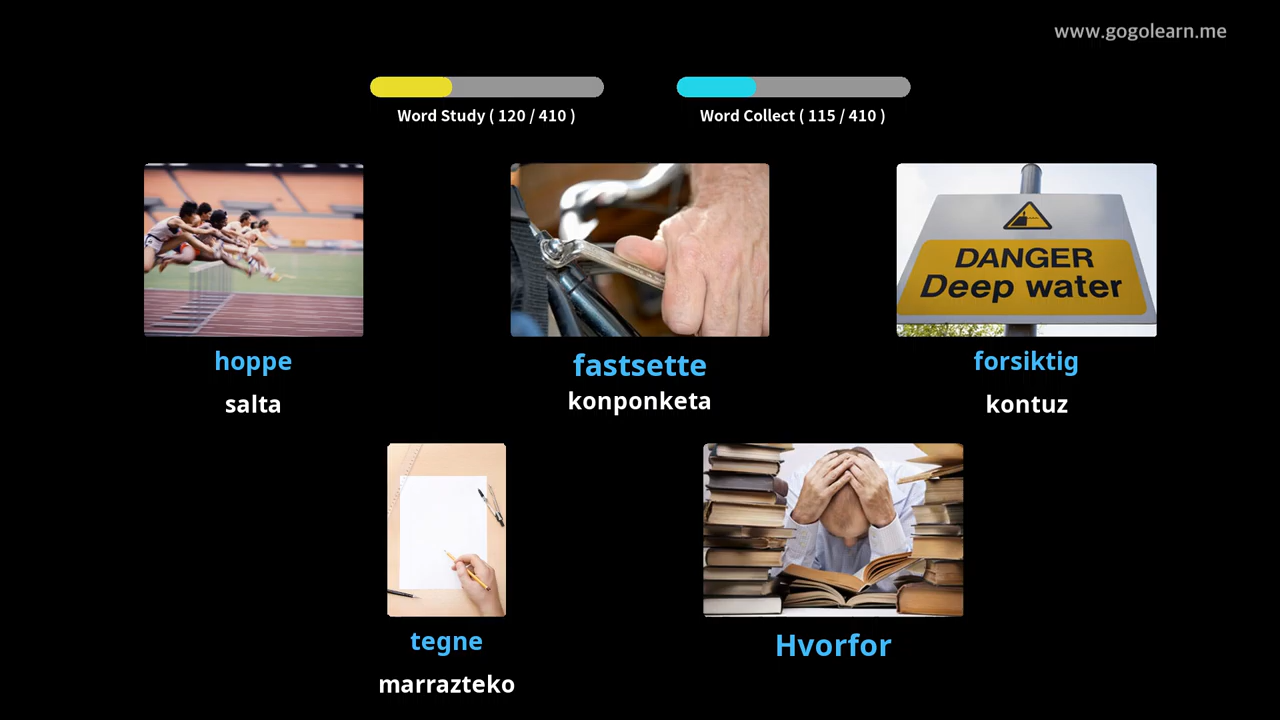 www.gogolearn.me
Word Study ( 120 / 410 )
Word Collect ( 115 / 410 )
DANGER
Deep water
hoppe
fastsette
forsiktig
salta
konponketa
kontuz
tegne
Hvorfor
marrazteko